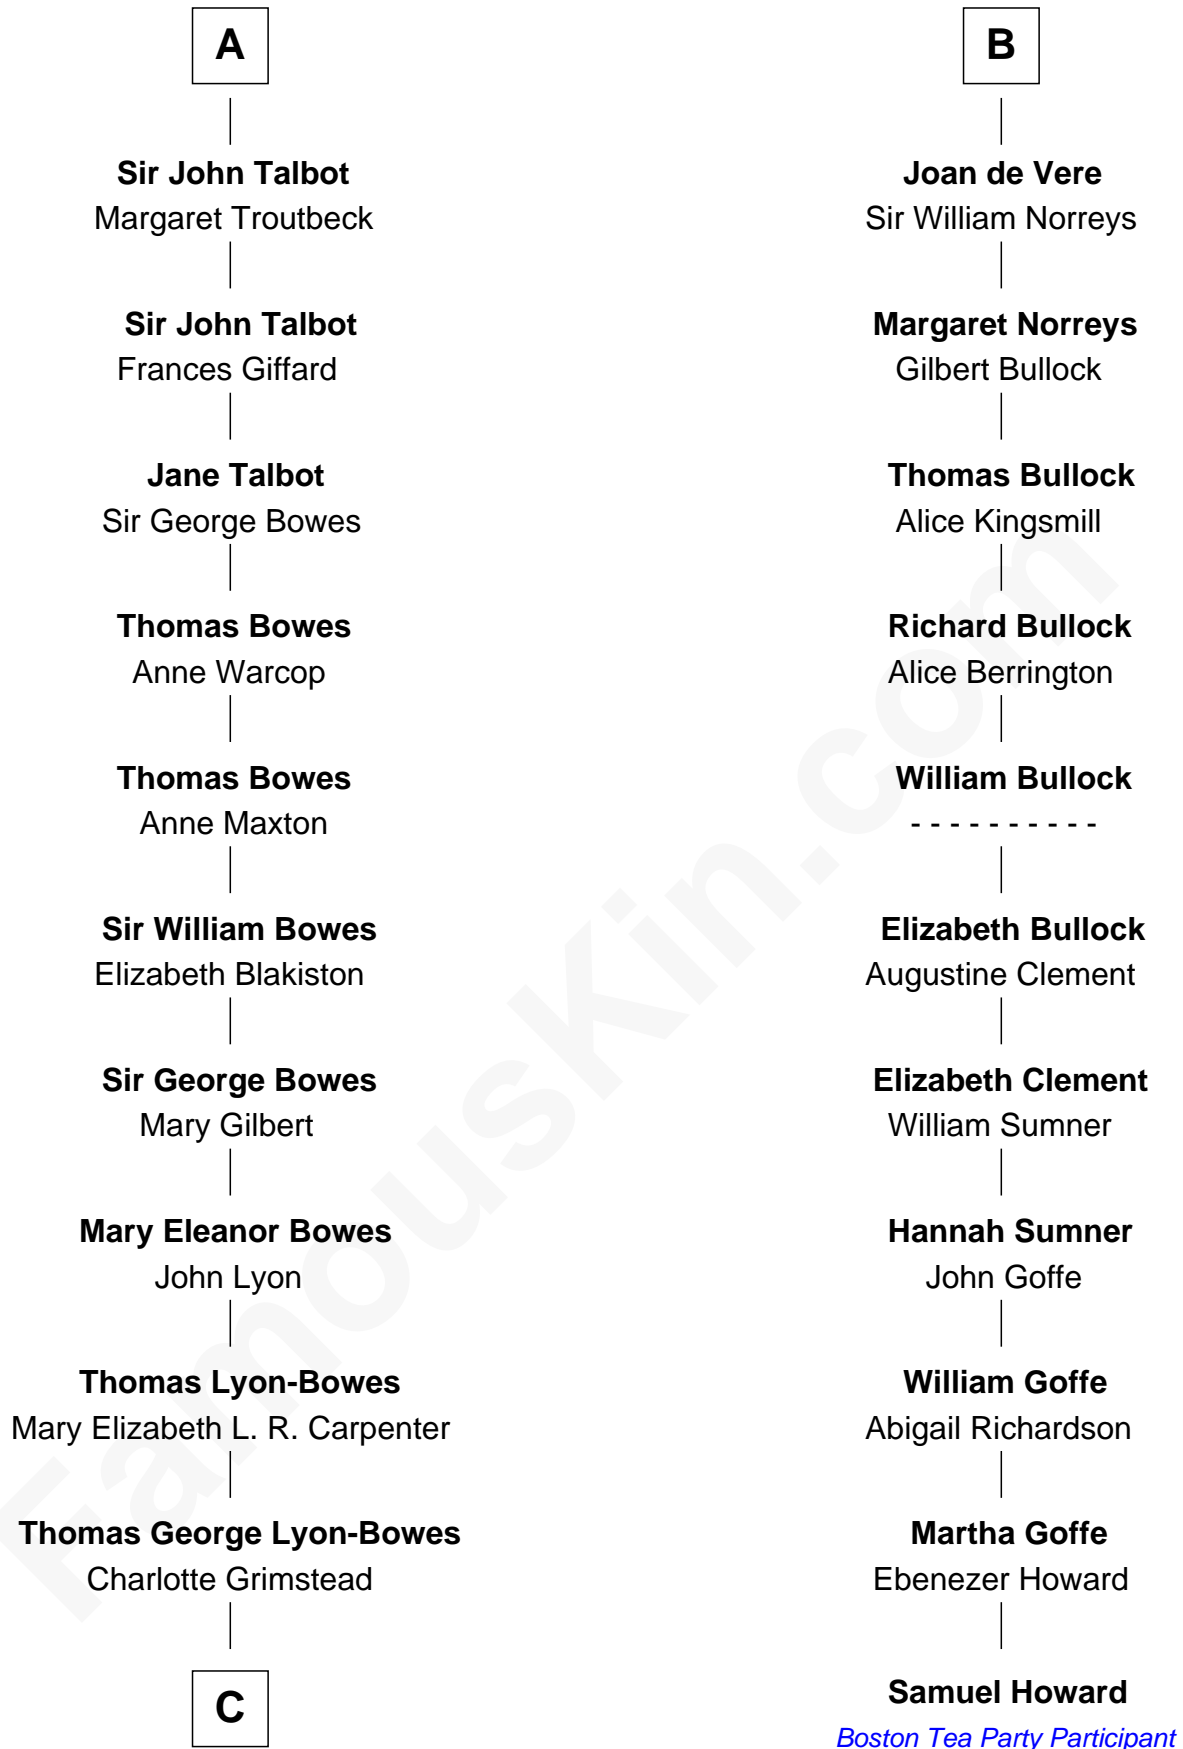 A
Sir John Talbot
Margaret Troutbeck
Sir John Talbot
Frances Giffard
Jane Talbot
Sir George Bowes
Thomas Bowes
Anne Warcop
Thomas Bowes
Anne Maxton
Sir William Bowes
Elizabeth Blakiston
Sir George Bowes
Mary Gilbert
Mary Eleanor Bowes
John Lyon
Thomas Lyon-Bowes
Mary Elizabeth L. R. Carpenter
Thomas George Lyon-Bowes
Charlotte Grimstead
C
B
Joan de Vere
Sir William Norreys
Margaret Norreys
Gilbert Bullock
Thomas Bullock
Alice Kingsmill
Richard Bullock
Alice Berrington
William Bullock
- - - - - - - - - -
Elizabeth Bullock
Augustine Clement
Elizabeth Clement
William Sumner
Hannah Sumner
John Goffe
William Goffe
Abigail Richardson
Martha Goffe
Ebenezer Howard
Samuel Howard
Boston Tea Party Participant
FamousKin.com